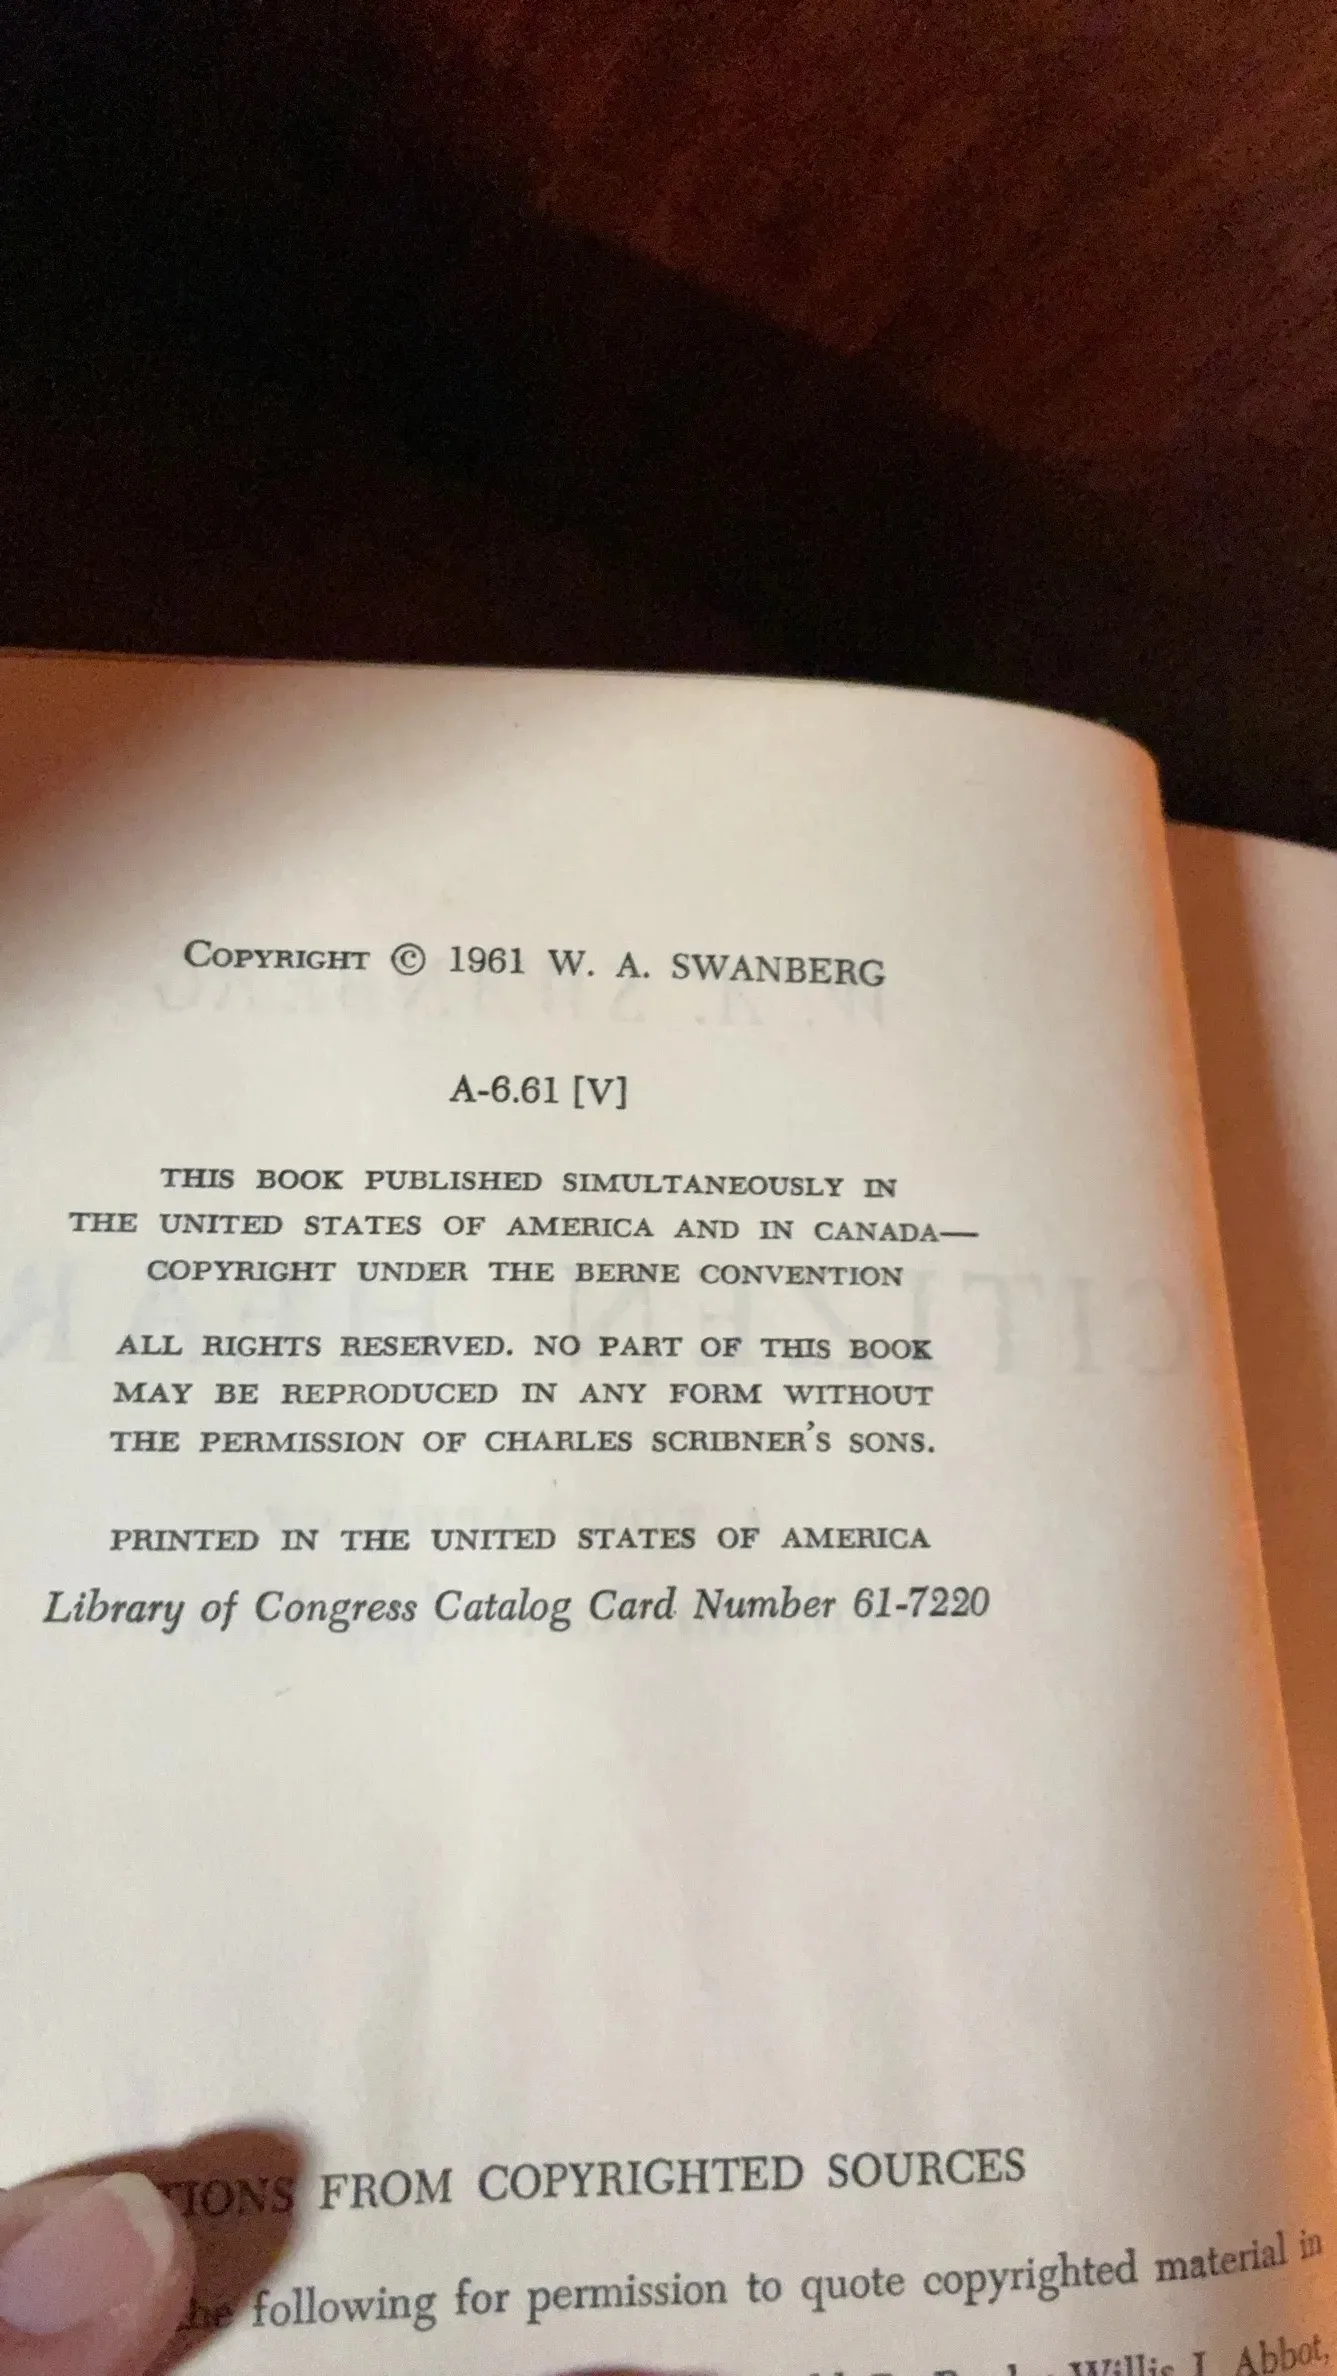 COPYRIGHT © 1961 W. A. SWANBERG
A-6.61 [V]
THIS BOOK PUBLISHED SIMULTANEOUSLY IN
THE UNITED STATES OF AMERICA AND IN CANADA—
COPYRIGHT UNDER THE BERNE CONVENTION
ALL RIGHTS RESERVED. NO PART OF THIS BOOK
MAY BE REPRODUCED IN ANY FORM WITHOUT
THE PERMISSION OF CHARLES SCRIBNER'S SONS.
PRINTED IN THE UNITED STATES OF AMERICA
Library of Congress Catalog Card Number 61-7220
TIONS FROM COPYRIGHTED SOURCES
he following for permission to quote copyrighted material in
Willis J. Abbot,